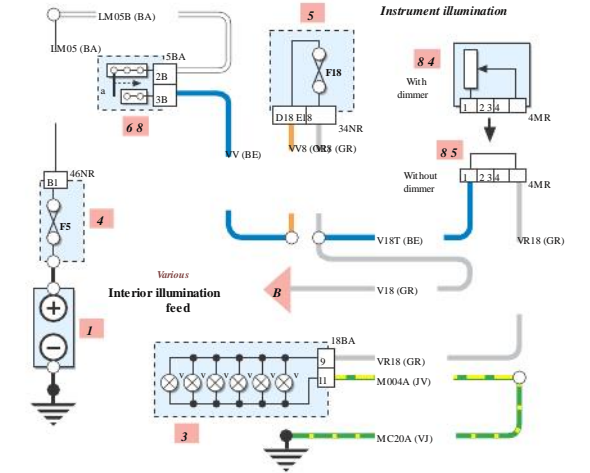 LM05B (BA)
5
Instrument illumination
LM05 (BA)
5BA
2B
a
3B
F18
8 4
With
dimmer
1 2 3 4
4MR
6 8
D18 E18
34NR
VV (BE)
VV8
VR8 (GR)
8 5
Without
dimmer
1 2 3 4
4MR
46NR
B1
F5
4
V18T (BE)
VR18 (GR)
Various
Interior illumination
feed
B
V18 (GR)
1
18BA
9
VR18 (GR)
V V V V V V
11
M004A (JV)
3
MC20A (VJ)